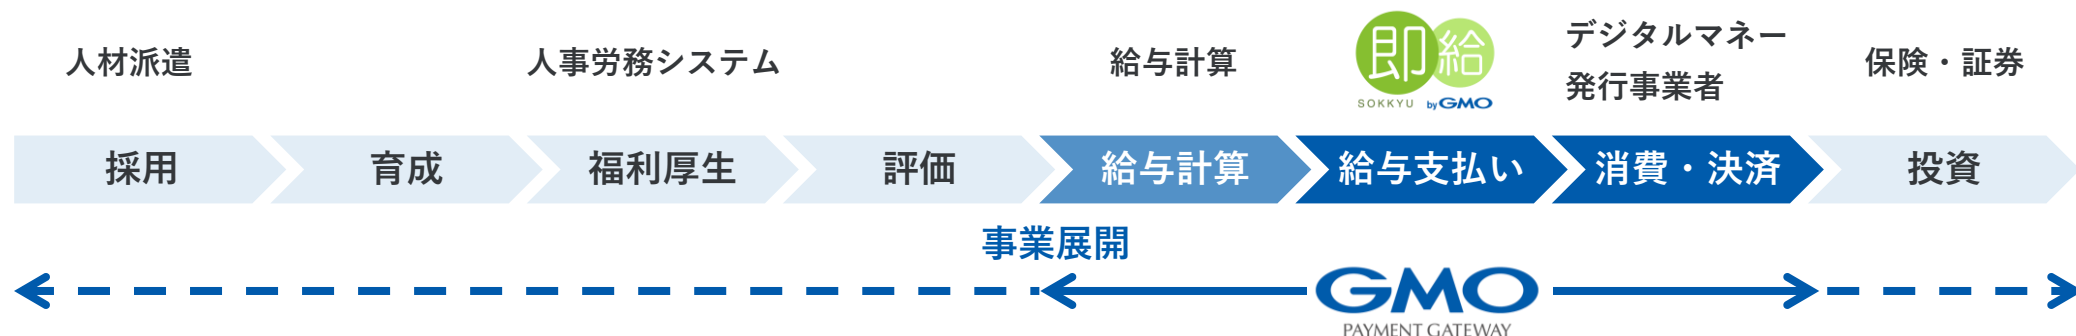 人材派遣
人事労務システム
給与計算
即給
SOKKYU by GMO
デジタルマネー
発行事業者
保険・証券
採用
育成
福利厚生
評価
給与計算
給与支払い
消費・決済
投資
事業展開
GMO
PAYMENT GATEWAY